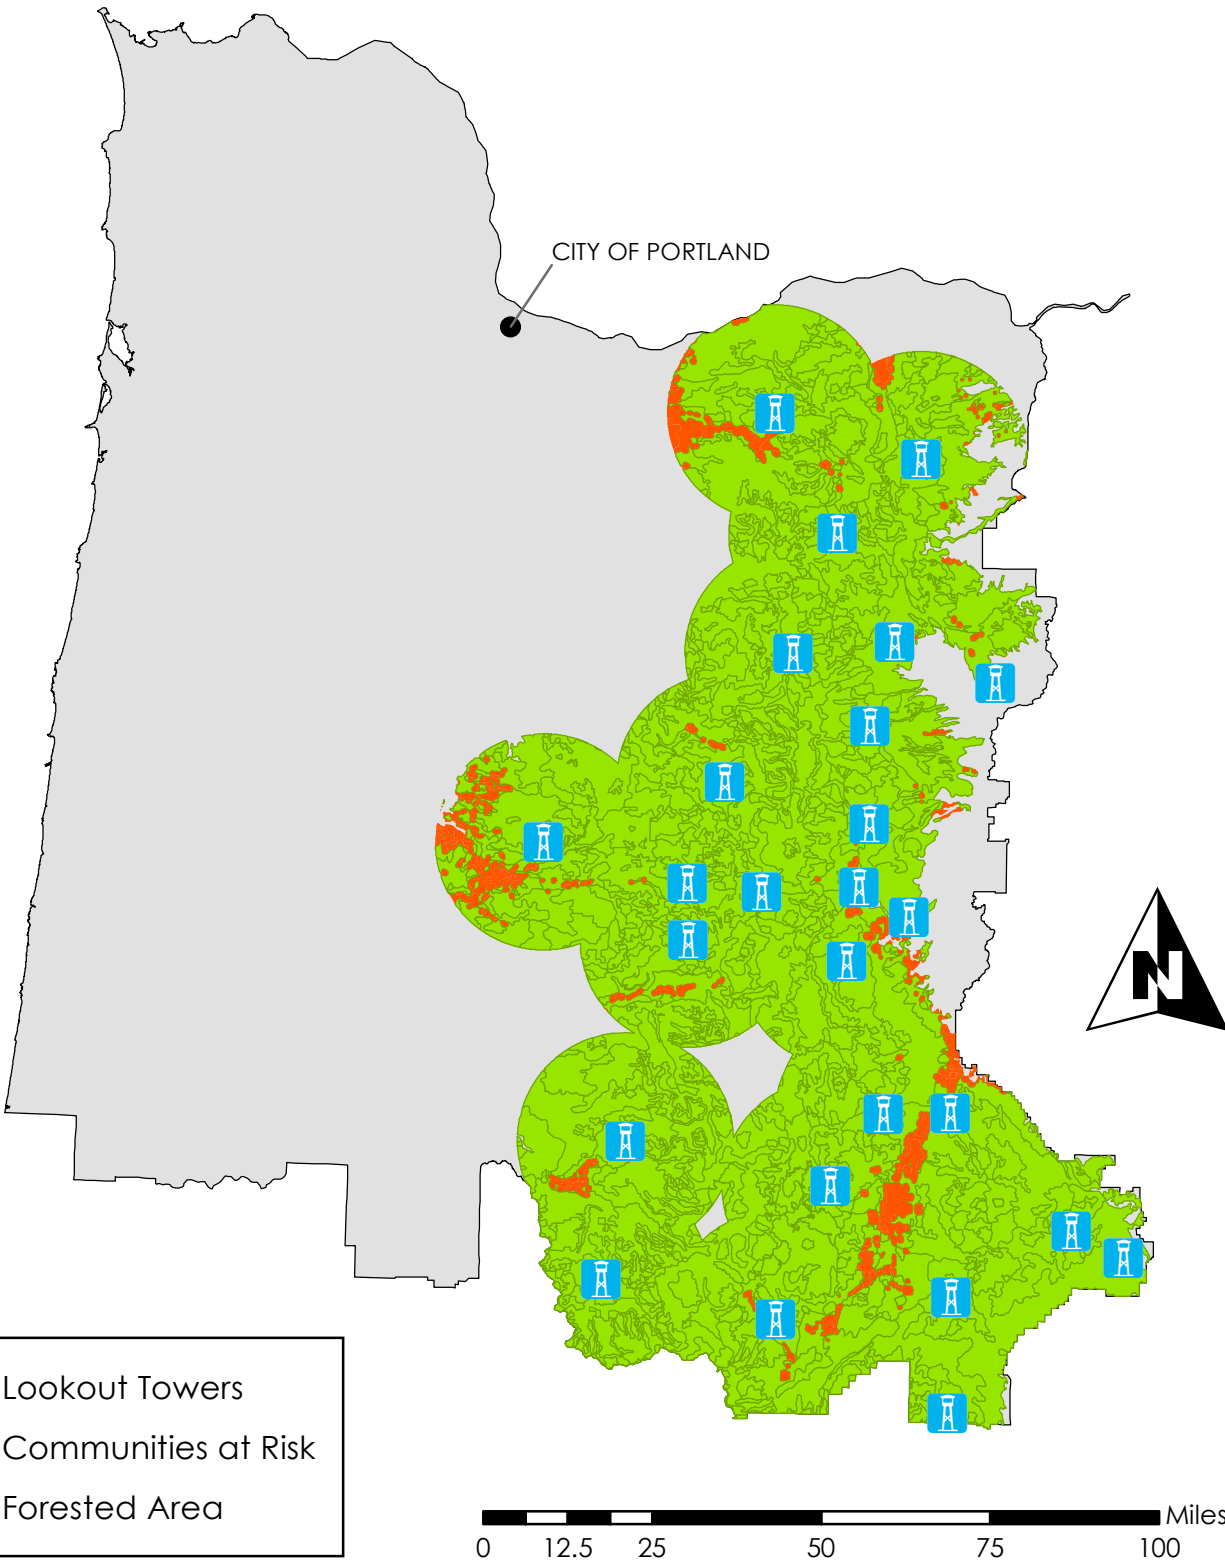 CITY OF PORTLAND
N
Lookout Towers
Communities at Risk
Forested Area
Miles
0 12.5 25 50 75 100